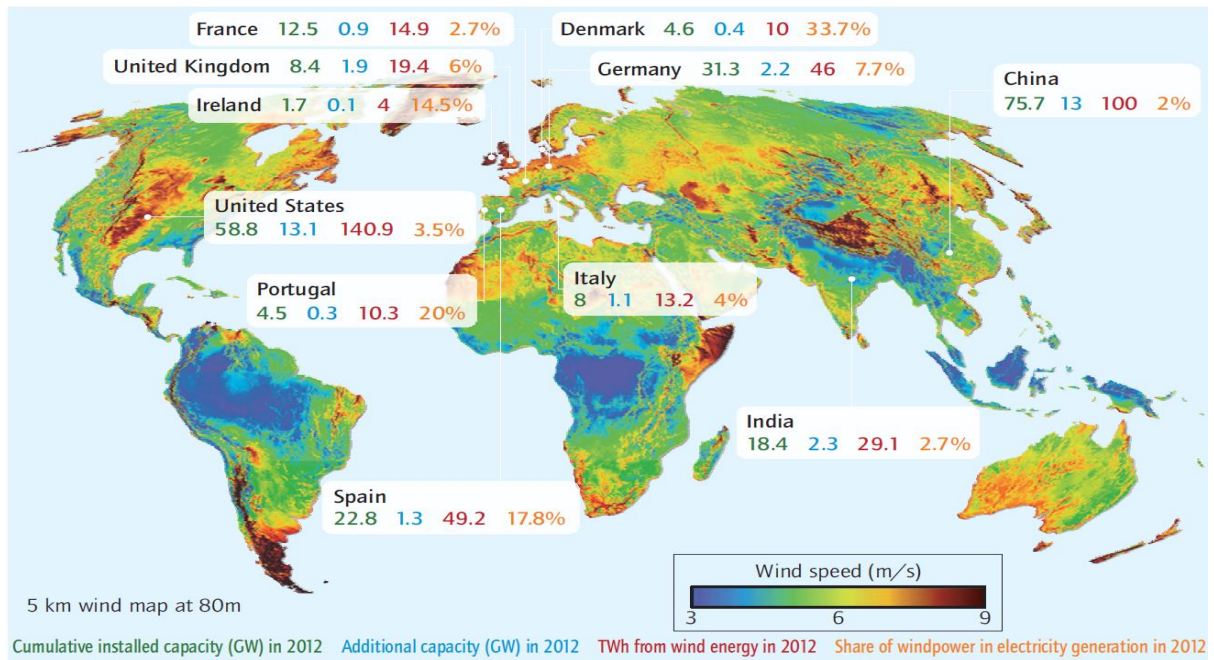 France 12.5 0.9 14.9 2.7%
Denmark 4.6 0.4 10 33.7%
United Kingdom 8.4 1.9 19.4 6%
Germany 31.3 2.2 46 7.7%
China
75.7 13 100 2%
Ireland 1.7 0.1 4 14.5%
United States
58.8 13.1 140.9 3.5%
Portugal
4.5 0.3 10.3 20%
Italy
8 1.1 13.2 4%
India
18.4 2.3 29.1 2.7%
Spain
22.8 1.3 49.2 17.8%
Wind speed (m/s)
3 6 9
5 km wind map at 80m
Cumulative installed capacity (GW) in 2012 Additional capacity (GW) in 2012 TWh from wind energy in 2012 Share of windpower in electricity generation in 2012